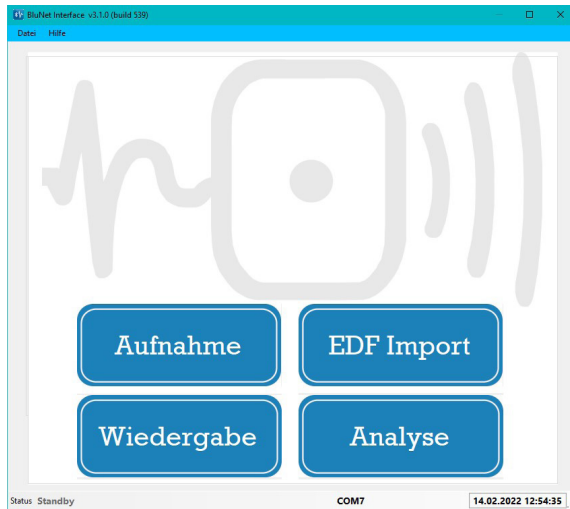 BluNet Interface v3.1.0 (build 539)
Datei Hilfe
Aufnahme EDF Import
Wiedergabe Analyse
Status Standby COM7 14.02.2022 12:54:35